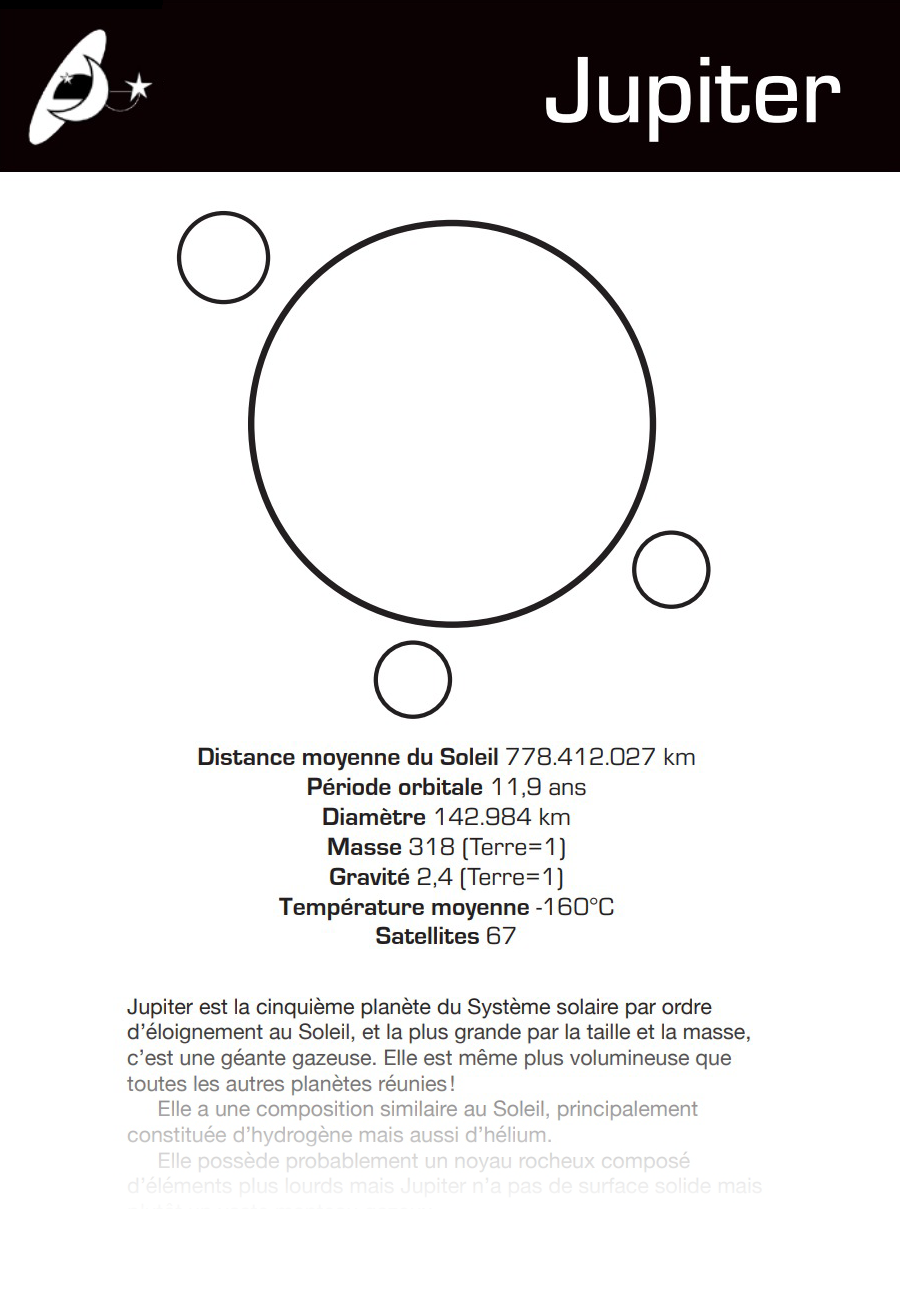 Jupiter
Distance moyenne du Soleil 778.412.027 km
Période orbitale 11,9 ans
Diamètre 142.984 km
Masse 318 (Terre=1)
Gravité 2,4 (Terre=1)
Température moyenne -160°C
Satellites 67
Jupiter est la cinquième planète du Système solaire par ordre
d’éloignement au Soleil, et la plus grande par la taille et la masse,
c’est une géante gazeuse. Elle est même plus volumineuse que
toutes les autres planètes réunies !
Elle a une composition similaire au Soleil, principalement
constituée d’hydrogène mais aussi d’hélium.
Elle possède probablement un noyau rocheux composé
d’éléments plus lourds mais Jupiter n’a pas de surface solide mais